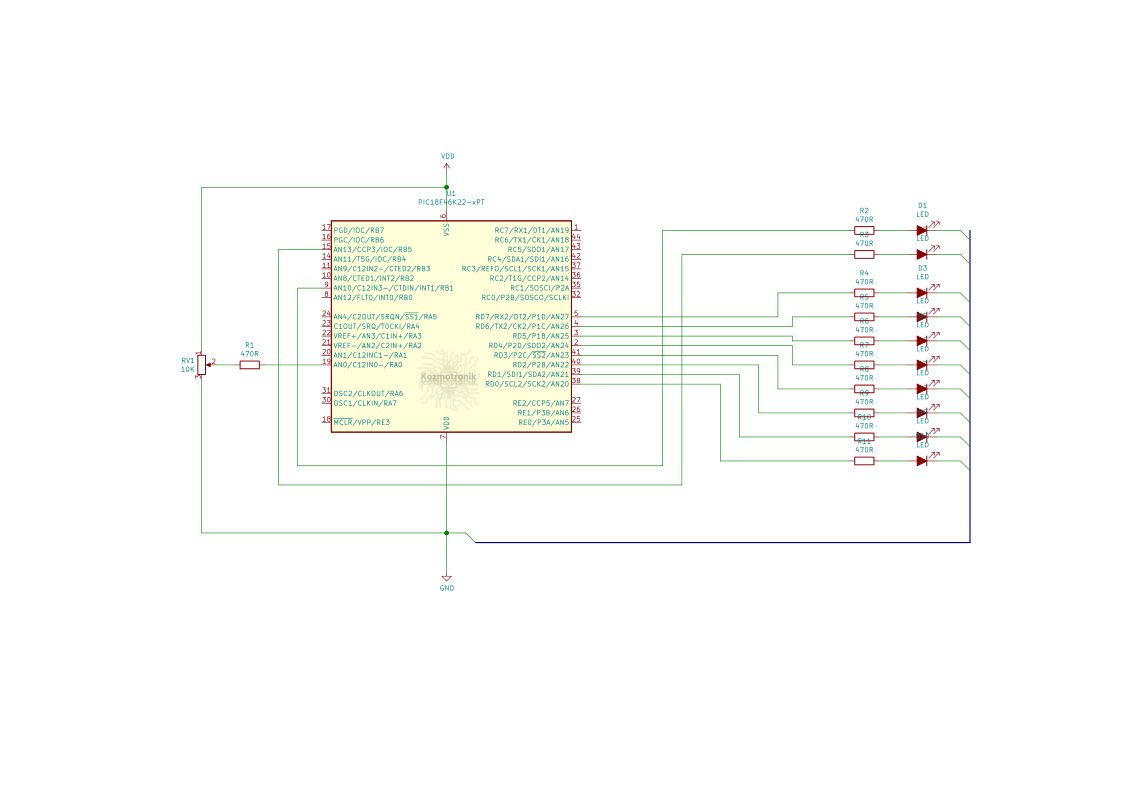 VDD
U1
PIC18F46K22-xPT
6
VSS
17 PGD/IOC/RB7
16 PGC/IOC/RB6
15 AN13/CCP3/IOC/RB5
14 AN11/T5G/IOC/RB4
11 AN9/C12IN2-/CTED2/RB3
10 AN8/CTED1/INT2/RB2
9 AN10/C12IN3-/CTDIN/INT1/RB1
8 AN12/FLT0/INT0/RB0
24 AN4/C2OUT/SRQN/SS1/RA5
23 C1OUT/SRQ/T0CKI/RA4
22 VREF+/AN3/C1IN+/RA3
21 VREF-/AN2/C2IN+/RA2
20 AN1/C12INC1-/RA1
19 AN0/C12IN0-/RA0
31 OSC2/CLKOUT/RA6
30 OSC1/CLKIN/RA7
18 MCLR/VPP/RE3
RC7/RX1/DT1/AN19 1
RC6/TX1/CK1/AN18 44
RC5/SDO1/AN17 43
RC4/SDA1/SDI1/AN16 42
RC3/REFO/SCL1/SCK1/AN15 37
RC2/T1G/CCP2/AN14 36
RC1/SOSCI/P2A 35
RC0/P2B/SOSCO/SCLKI 32
RD7/RX2/DT2/P1D/AN27 5
RD6/TX2/CK2/P1C/AN26 4
RD5/P1B/AN25 3
RD4/P2D/SDO2/AN24 2
RD3/P2C/SS2/AN23 41
RD2/P2B/AN22 40
RD1/SDI1/SDA2/AN21 39
RD0/SCL2/SCK2/AN20 38
RE2/CCP5/AN7 27
RE1/P3B/AN6 26
RE0/P3A/AN5 25
Kozmotronik
VDD
7
RV1
10K
1
2
3
R1
470R
GND
R2
470R
R3
470R
R4
470R
R5
470R
R6
470R
R7
470R
R8
470R
R9
470R
R10
470R
R11
470R
D1
LED
LED
D3
LED
LED
LED
LED
LED
LED
LED
LED